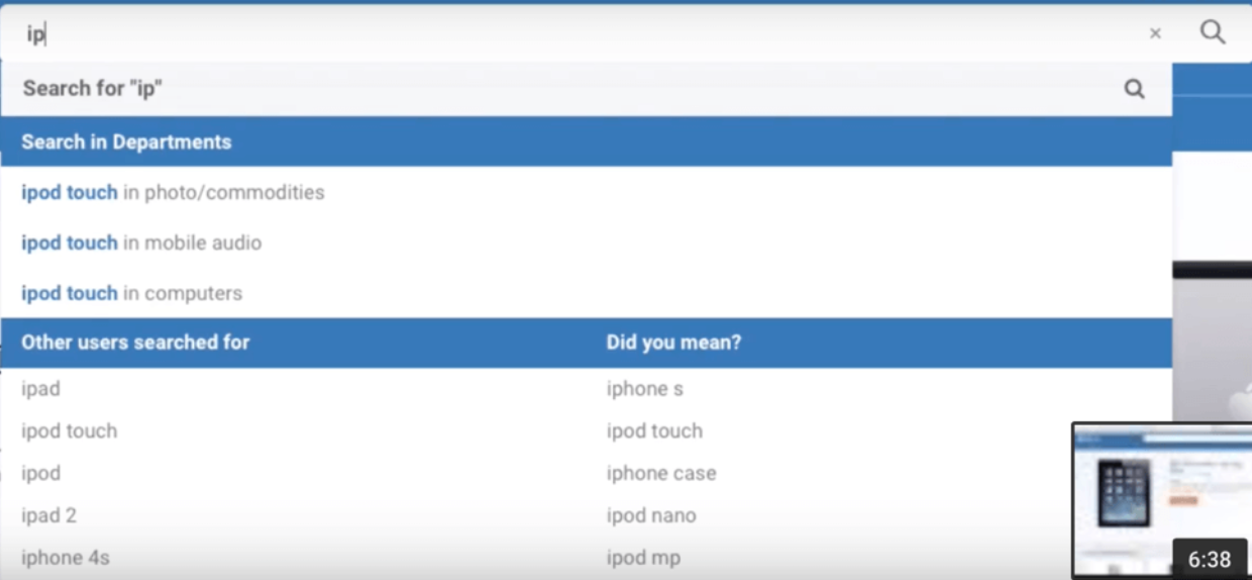 ip
Search for "ip"
Search in Departments
ipod touch in photo/commodities
ipod touch in mobile audio
ipod touch in computers
Other users searched for
ipad
ipod touch
ipod
ipad 2
iphone 4s
Did you mean?
iphone s
ipod touch
iphone case
ipod nano
ipod mp
6:38